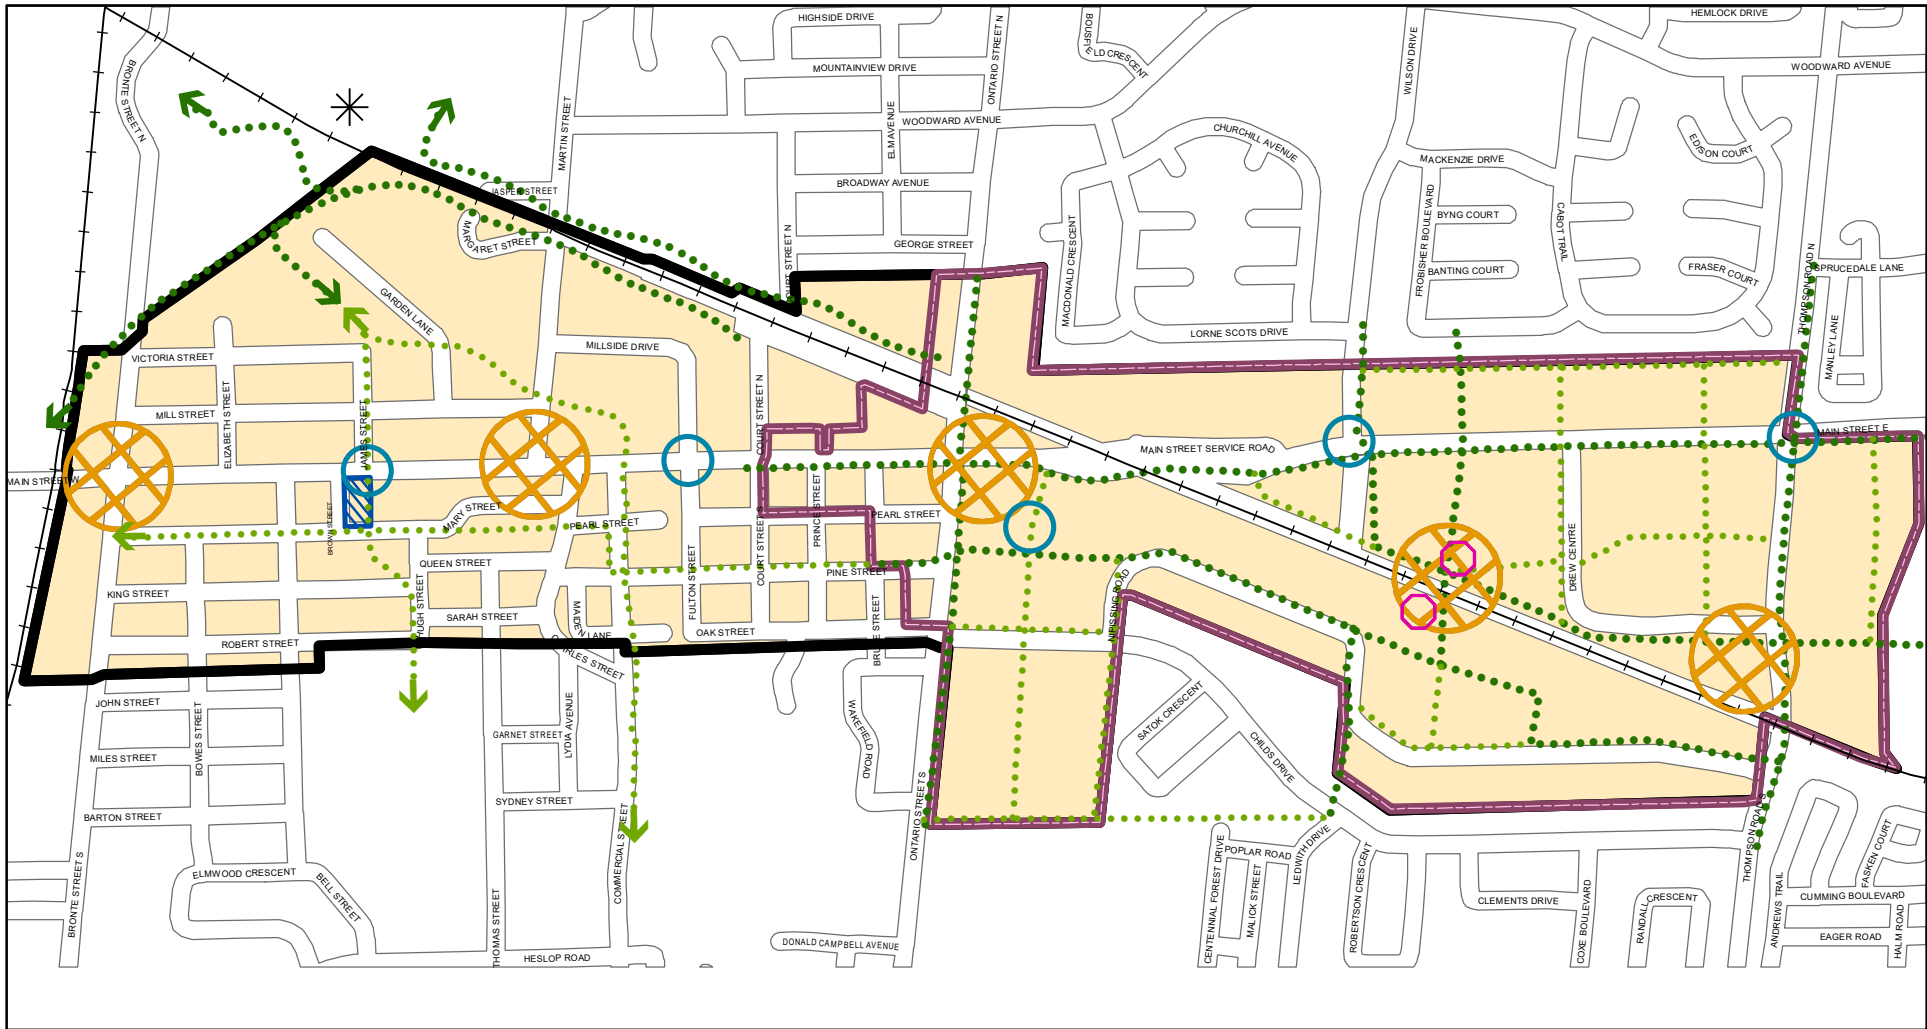 HIGHSIDE DRIVE
HEMLOCK DRIVE
BOUSFIELD CRESCENT
ONTARIO STREET N
WILSON DRIVE
MOUNTAINVIEW DRIVE
WOODWARD AVENUE
BRONTE STREET N
MARTIN STREET
ELM AVENUE
WOODWARD AVENUE
CHURCHILL AVENUE
EDISON COURT
MACKENZIE DRIVE
BROADWAY AVENUE
JASPER STREET
FROBISHER BOULEVARD
BYNG COURT
CABOT TRAIL
MARGARET STREET
GEORGE STREET
MACDONALD CRESCENT
COURT STREET N
BANTING COURT
FRASER COURT
SPRUCEDALE LANE
THOMPSON ROAD N
GARDEN LANE
LORNE SCOTS DRIVE
MANLEY LANE
MILLSIDE DRIVE
VICTORIA STREET
ELIZABETH STREET
MILL STREET
JAMES STREET
COURT STREET N
MAIN STREET E
MAIN STREET SERVICE ROAD
MAIN STREET W
BROWN STREET
MARY STREET
PEARL STREET
PRINCE STREET
PEARL STREET
COURT STREET S
FULTON STREET
DREW CENTRE
QUEEN STREET
PINE STREET
KING STREET
HUGH STREET
SARAH STREET
MAIDEN LANE
NIPISSING ROAD
OAK STREET
BRUCE STREET
ROBERT STREET
CHARLES STREET
JOHN STREET
BOWES STREET
LYDIA AVENUE
WAKEFIELD ROAD
SATOK CRESCENT
GARNET STREET
CHILDS DRIVE
MILES STREET
SYDNEY STREET
BARTON STREET
COMMERCIAL STREET
ONTARIO STREET S
THOMPSON ROAD S
BRONTE STREET S
ELMWOOD CRESCENT
BELL STREET
THOMAS STREET
POPLAR ROAD
LEDWITH DRIVE
CENTENNIAL FOREST DRIVE
MALICK STREET
ROBERTSON CRESCENT
CLEMENTS DRIVE
COXE BOULEVARD
RANDALL CRESCENT
ANDREWS TRAIL
FASKEN COURT
CUMMING BOULEVARD
HALM ROAD
EAGER ROAD
DONALD CAMPBELL AVENUE
HESLOP ROAD